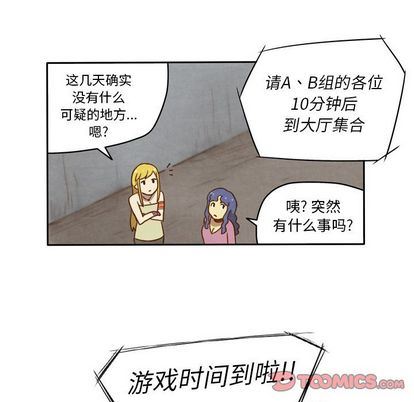 这几天确实
没有什么
可疑的地方...
嗯?
请A、B组的各位
10分钟后
到大厅集合
咦? 突然
有什么事吗?
游戏时间到啦!!
TOOMICS.COM